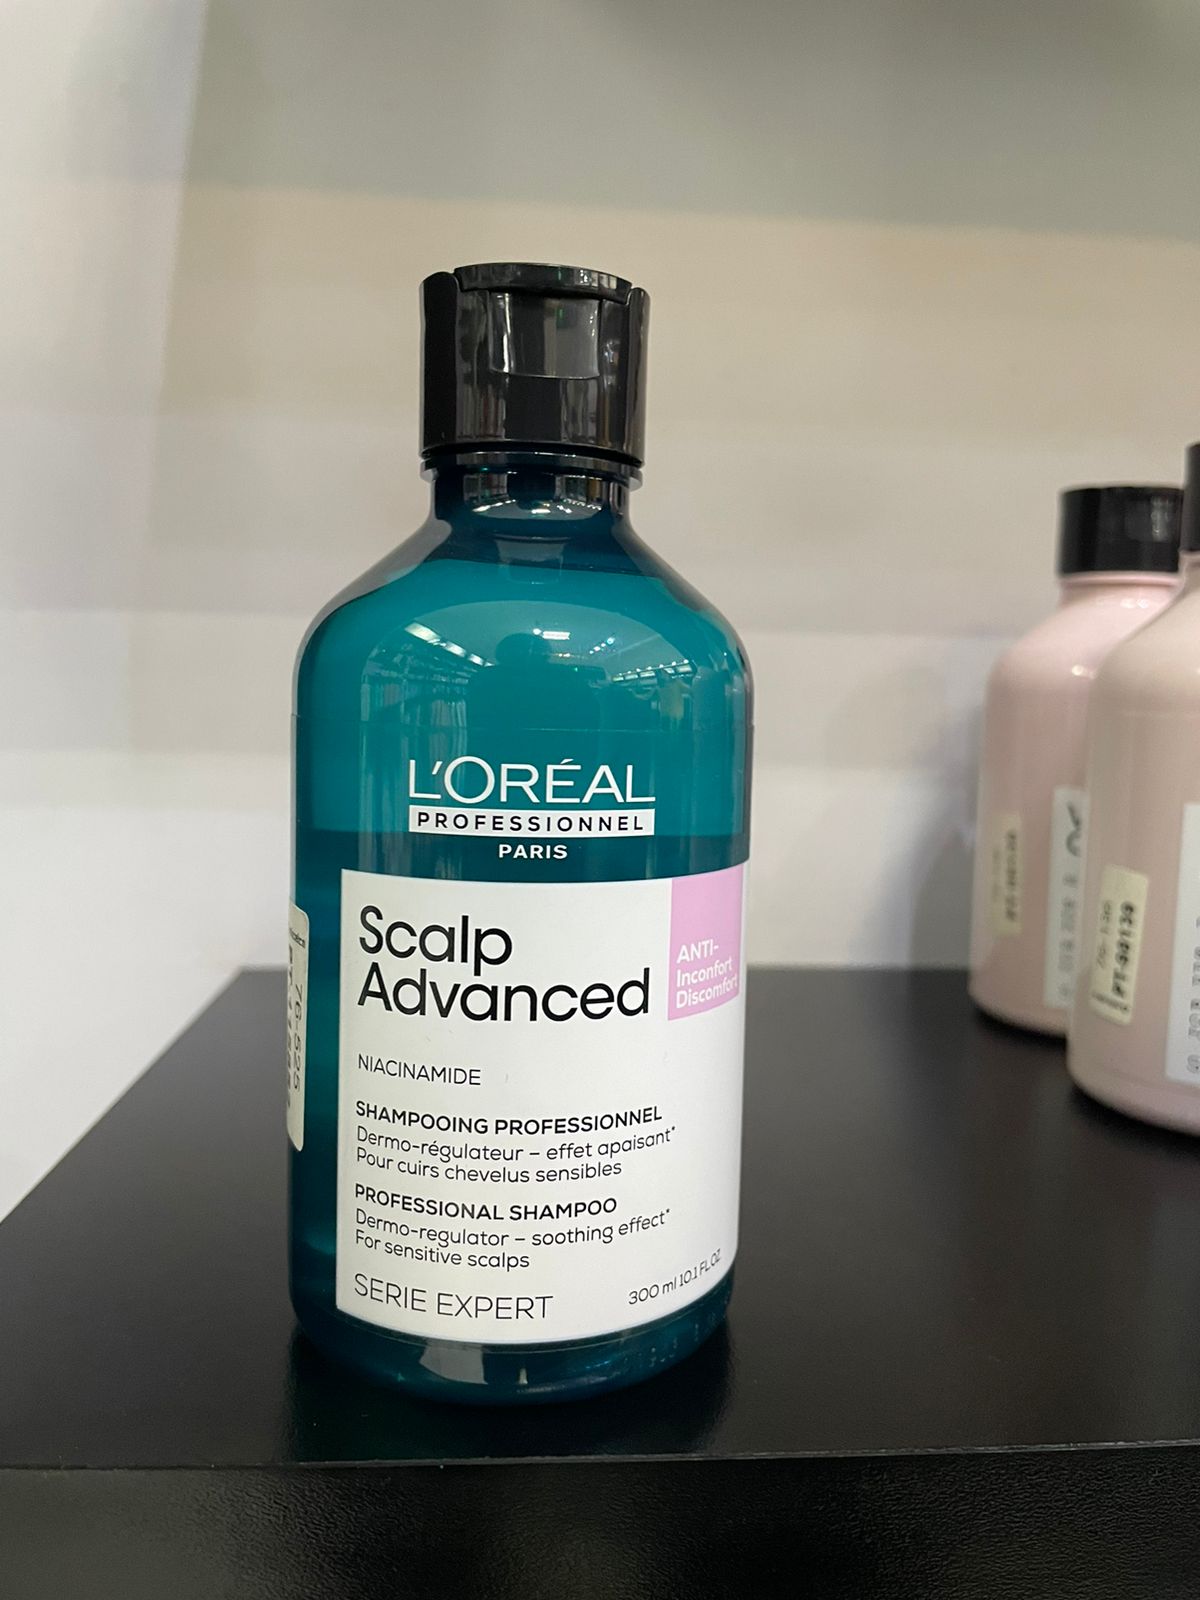 L'ORÉAL
PROFESSIONNEL
PARIS
Scalp
Advanced
ANTI-
Inconfort
Discomfort
NIACINAMIDE
SHAMPOOING PROFESSIONNEL
Dermo-régulateur – effet apaisant*
Pour cuirs chevelus sensibles
PROFESSIONAL SHAMPOO
Dermo-regulator – soothing effect*
For sensitive scalps
SERIE EXPERT
300 ml 10.1 FL.OZ.